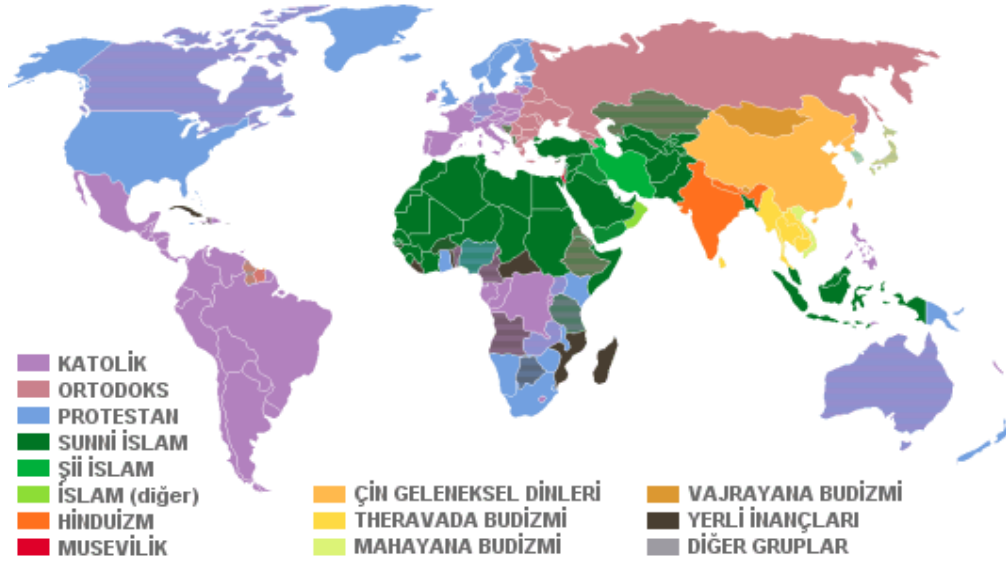 KATOLİK
ORTODOKS
PROTESTAN
SUNNİ İSLAM
Şİİ İSLAM
İSLAM (diğer)
HİNDUİZM
MUSEVİLİK
ÇİN GELENEKSEL DİNLERİ
THERAVADA BUDİZMİ
MAHAYANA BUDİZMİ
VAJRAYANA BUDİZMİ
YERLİ İNANÇLARI
DİĞER GRUPLAR